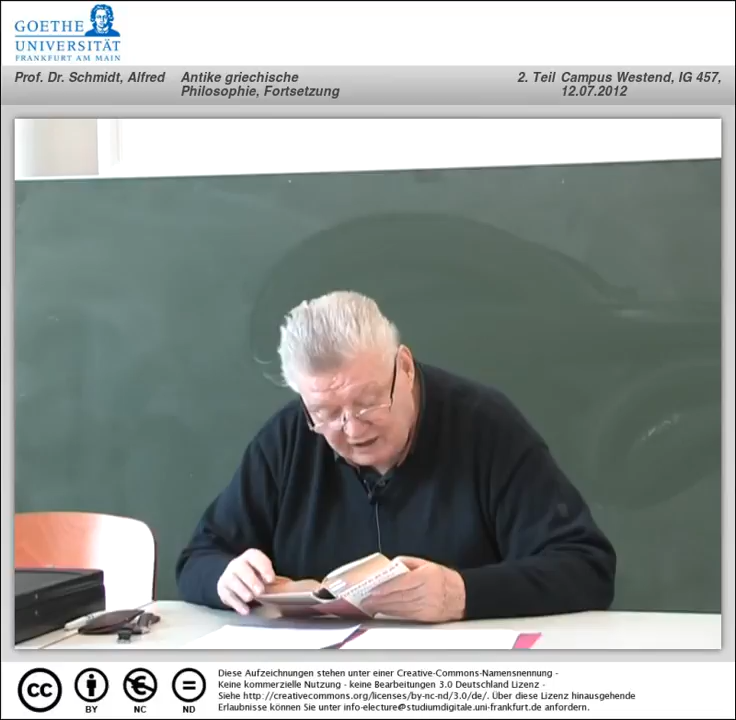 GOETHE
UNIVERSITÄT
FRANKFURT AM MAIN
Prof. Dr. Schmidt, Alfred
Antike griechische
Philosophie, Fortsetzung
2. Teil Campus Westend, IG 457,
12.07.2012
cc
BY
NC
ND
Diese Aufzeichnungen stehen unter einer Creative-Commons-Namensnennung -
Keine kommerzielle Nutzung - keine Bearbeitungen 3.0 Deutschland Lizenz -
Siehe http://creativecommons.org/licenses/by-nc-nd/3.0/de/. Über diese Lizenz hinausgehende
Erlaubnisse können Sie unter info-electure@studiumdigitale.uni-frankfurt.de anfordern.